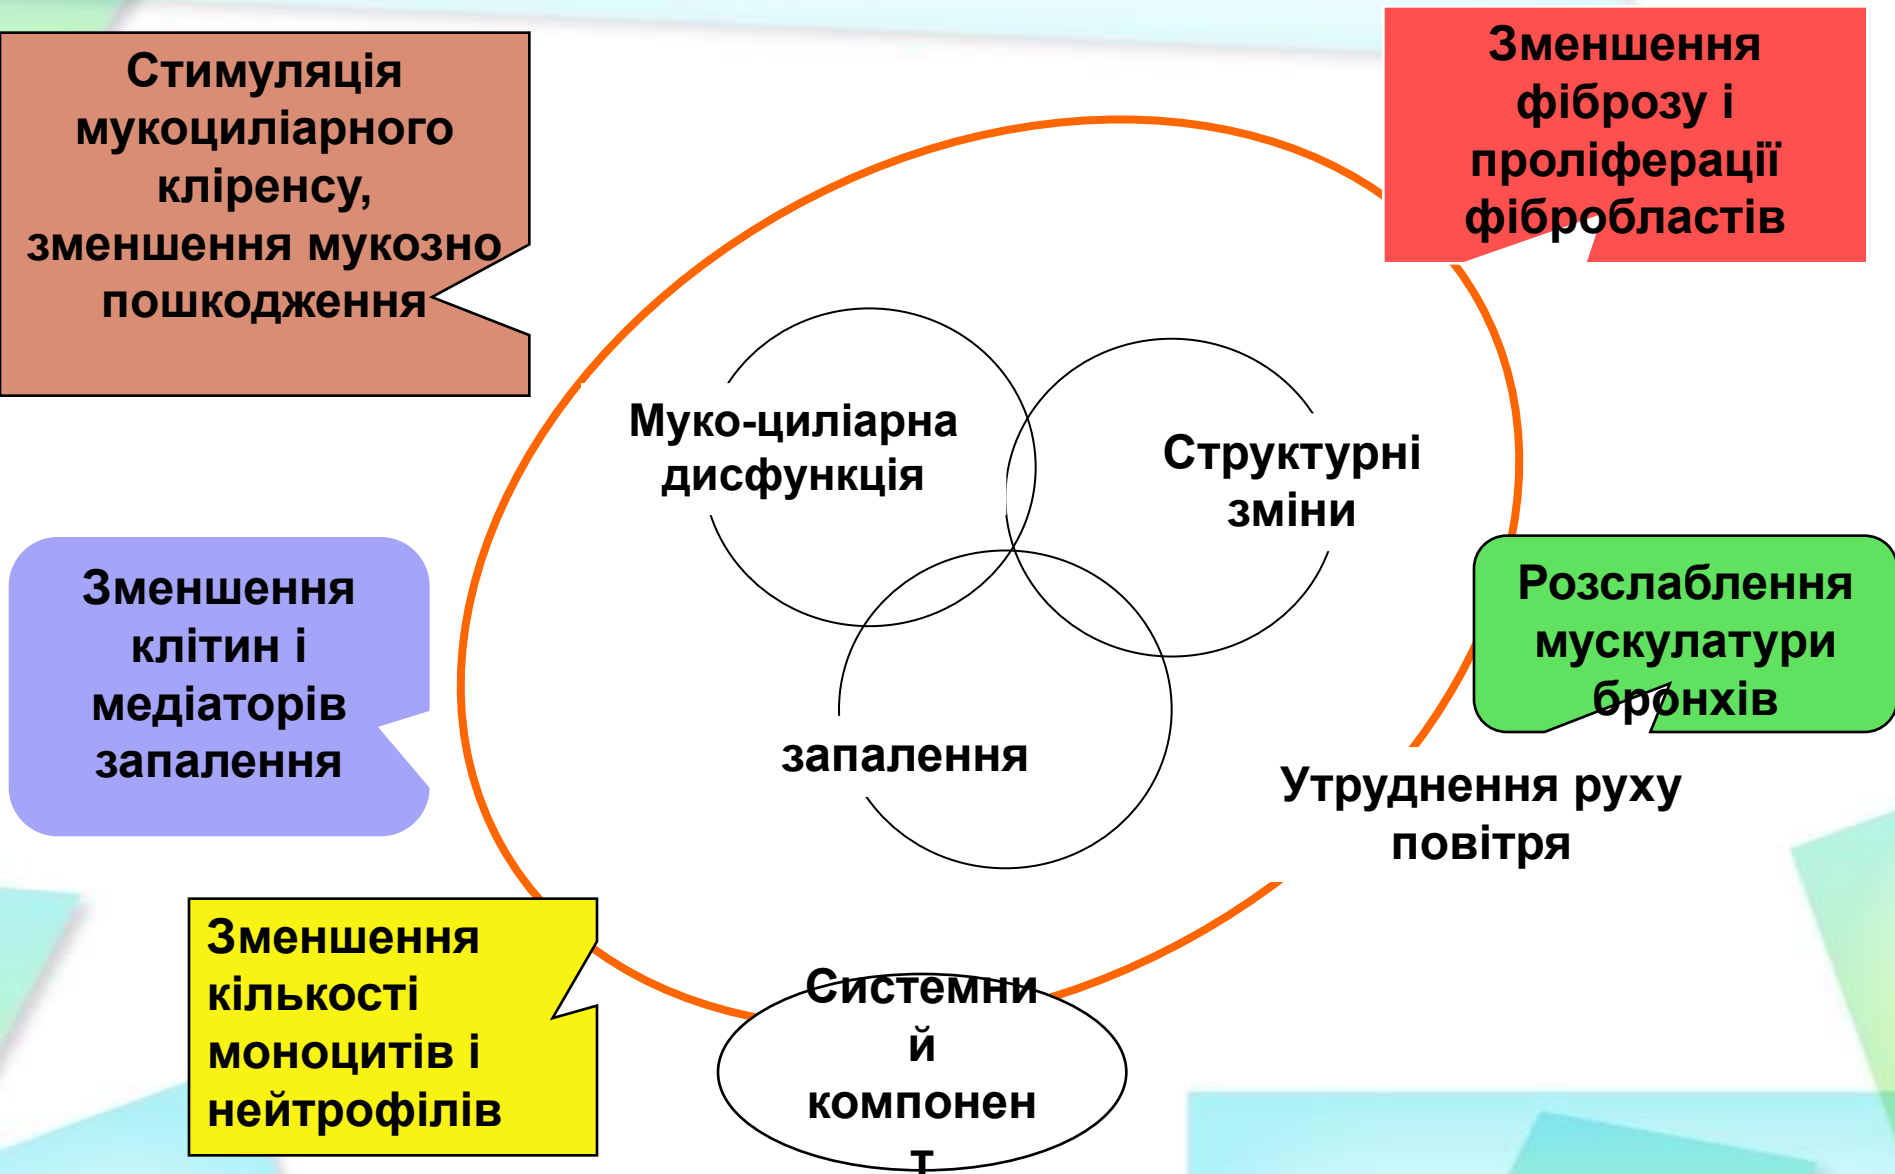 Стимуляція
мукоциліарного
кліренсу,
зменшення мукозно
пошкодження
Зменшення
фіброзу і
проліферації
фібробластів
Муко-циліарна
дисфункція
Структурні
зміни
Зменшення
клітин і
медіаторів
запалення
Розслаблення
мускулатури
бронхів
запалення
Утруднення руху
повітря
Зменшення
кількості
моноцитів і
нейтрофілів
Системни
й
компонен
т